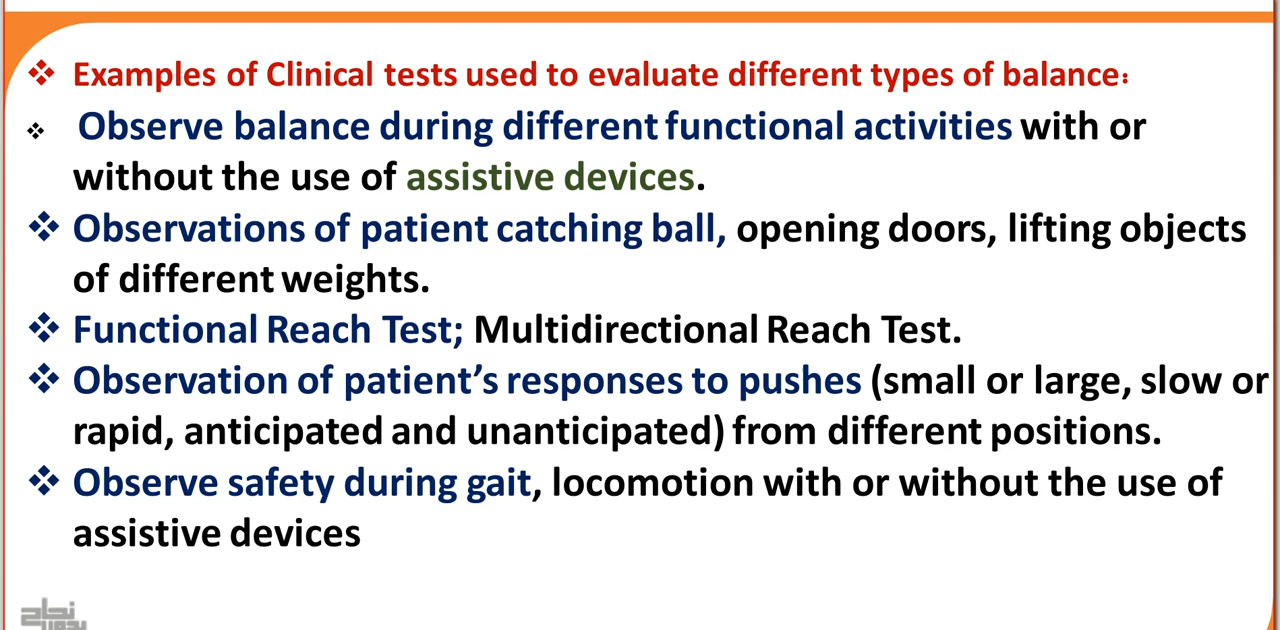 ❖ Examples of Clinical tests used to evaluate different types of balance:
❖ Observe balance during different functional activities with or
without the use of assistive devices.
❖ Observations of patient catching ball, opening doors, lifting objects
of different weights.
❖ Functional Reach Test; Multidirectional Reach Test.
❖ Observation of patient’s responses to pushes (small or large, slow or
rapid, anticipated and unanticipated) from different positions.
❖ Observe safety during gait, locomotion with or without the use of
assistive devices
نجاح